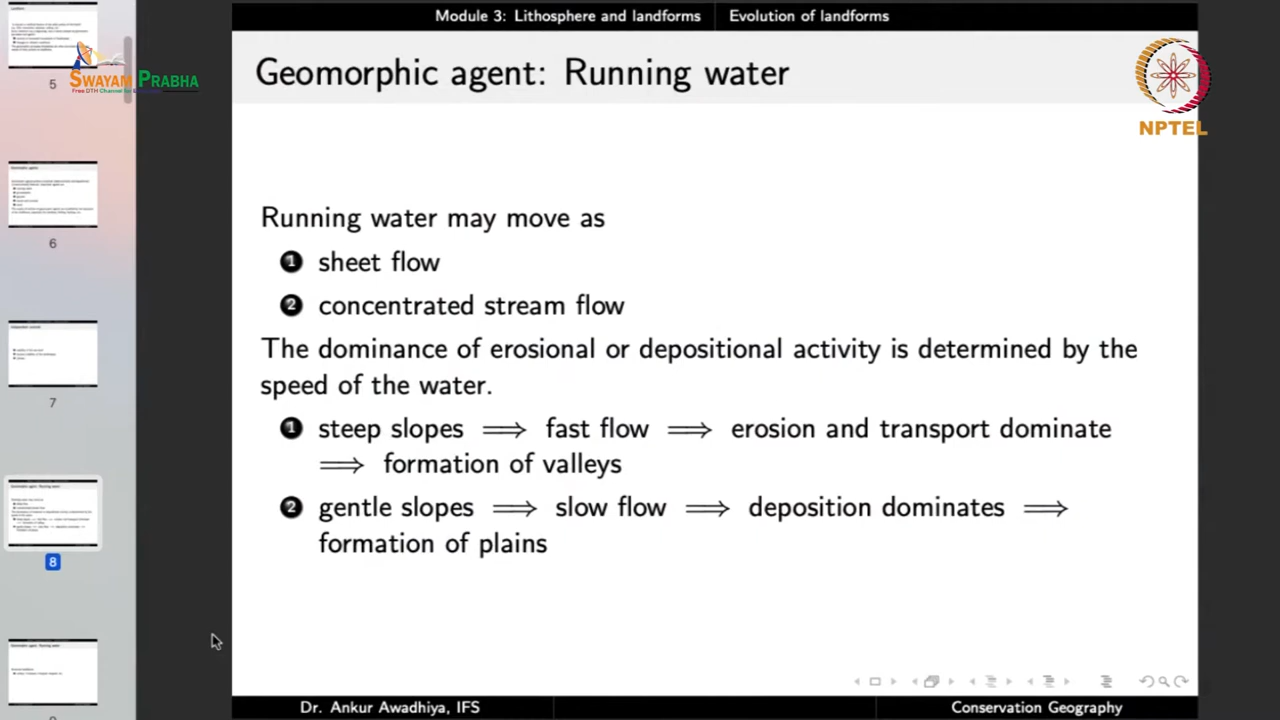 Module 3: Lithosphere and landforms Evolution of landforms
Geomorphic agent: Running water
SWAYAM PRABHA
NPTEL
5
Running water may move as
1 sheet flow
2 concentrated stream flow
The dominance of erosional or depositional activity is determined by the
speed of the water.
1 steep slopes ⟹ fast flow ⟹ erosion and transport dominate
⟹ formation of valleys
2 gentle slopes ⟹ slow flow ⟹ deposition dominates ⟹
formation of plains
6
7
8
Dr. Ankur Awadhiya, IFS Conservation Geography